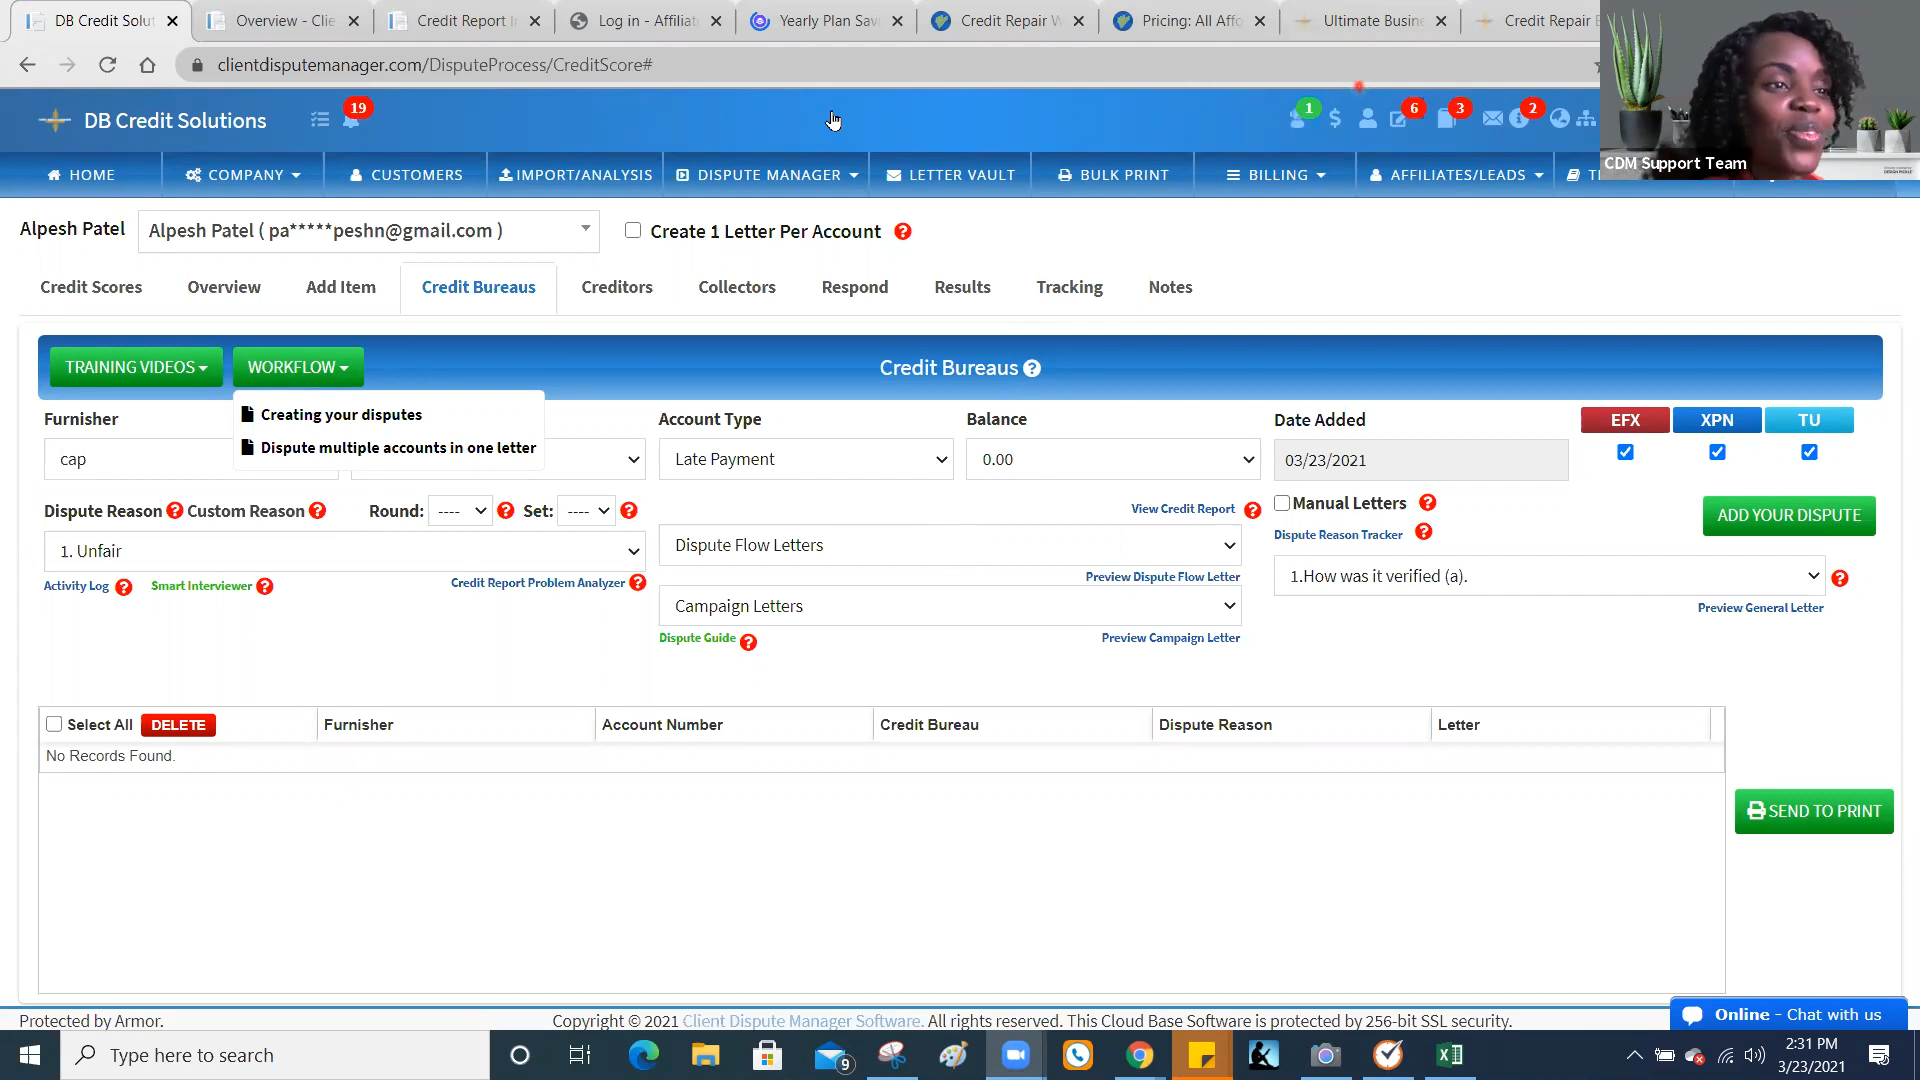 DB Credit Solut
Overview - Clie
Credit Report I
Log in - Affiliat
Yearly Plan Sav
Credit Repair W
Pricing: All Affo
Ultimate Busine
Credit Repair
clientdisputemanager.com/DisputeProcess/CreditScore#
DB Credit Solutions
19
1
6
3
2
HOME
COMPANY
CUSTOMERS
IMPORT/ANALYSIS
DISPUTE MANAGER
LETTER VAULT
BULK PRINT
BILLING
AFFILIATES/LEADS
CDM Support Team
Alpesh Patel
Alpesh Patel ( pa*****peshn@gmail.com )
Create 1 Letter Per Account
Credit Scores
Overview
Add Item
Credit Bureaus
Creditors
Collectors
Respond
Results
Tracking
Notes
TRAINING VIDEOS
WORKFLOW
Credit Bureaus
Creating your disputes
Dispute multiple accounts in one letter
Furnisher
Account Type
Balance
Date Added
EFX
XPN
TU
cap
Late Payment
0.00
03/23/2021
Dispute Reason
Custom Reason
Round:
----
Set:
----
View Credit Report
Manual Letters
ADD YOUR DISPUTE
Dispute Reason Tracker
1. Unfair
Dispute Flow Letters
1.How was it verified (a).
Activity Log
Smart Interviewer
Credit Report Problem Analyzer
Preview Dispute Flow Letter
Preview General Letter
Campaign Letters
Dispute Guide
Preview Campaign Letter
Select All
DELETE
Furnisher
Account Number
Credit Bureau
Dispute Reason
Letter
No Records Found.
SEND TO PRINT
Protected by Armor.
Copyright © 2021 Client Dispute Manager Software. All rights reserved. This Cloud Base Software is protected by 256-bit SSL security.
Online - Chat with us
Type here to search
9
2:31 PM
3/23/2021